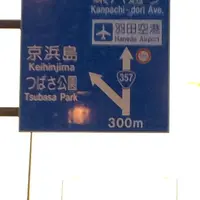 Kanpachi-dori Ave.
羽田空港
Haneda Airport
京浜島
Keihinjima
つばさ公園
Tsubasa Park
357
300m